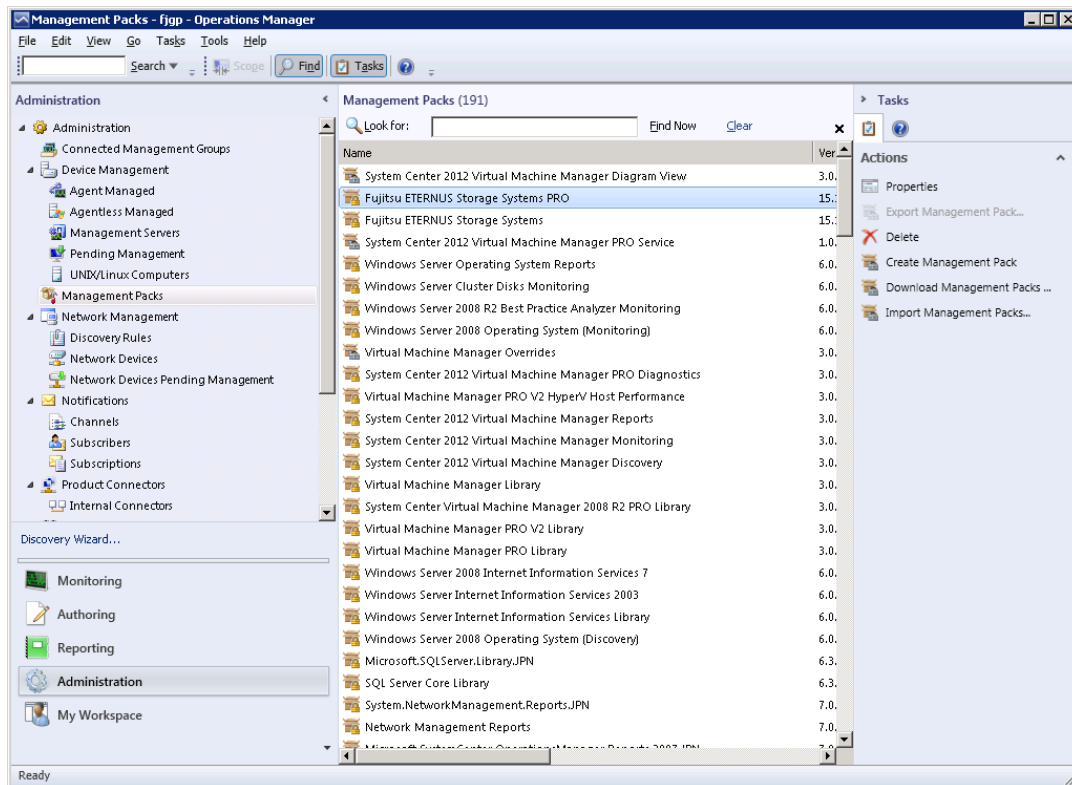 Management Packs - fjgp - Operations Manager
File Edit View Go Tasks Tools Help
Search Scope Find Tasks
Administration
Administration
Connected Management Groups
Device Management
Agent Managed
Agentless Managed
Management Servers
Pending Management
UNIX/Linux Computers
Management Packs
Network Management
Discovery Rules
Network Devices
Network Devices Pending Management
Notifications
Channels
Subscribers
Subscriptions
Product Connectors
Internal Connectors
Discovery Wizard...
Monitoring
Authoring
Reporting
Administration
My Workspace
Management Packs (191)
Look for: Find Now Clear
Name Ver
System Center 2012 Virtual Machine Manager Diagram View 3.0.
Fujitsu ETERNUS Storage Systems PRO 15.
Fujitsu ETERNUS Storage Systems 15.
System Center 2012 Virtual Machine Manager PRO Service 1.0.
Windows Server Operating System Reports 6.0.
Windows Server Cluster Disks Monitoring 6.0.
Windows Server 2008 R2 Best Practice Analyzer Monitoring 6.0.
Windows Server 2008 Operating System (Monitoring) 6.0.
Virtual Machine Manager Overrides 3.0.
System Center 2012 Virtual Machine Manager PRO Diagnostics 3.0.
Virtual Machine Manager PRO V2 HyperV Host Performance 3.0.
System Center 2012 Virtual Machine Manager Reports 3.0.
System Center 2012 Virtual Machine Manager Monitoring 3.0.
System Center 2012 Virtual Machine Manager Discovery 3.0.
Virtual Machine Manager Library 3.0.
System Center Virtual Machine Manager 2008 R2 PRO Library 3.0.
Virtual Machine Manager PRO V2 Library 3.0.
Virtual Machine Manager PRO Library 3.0.
Windows Server 2008 Internet Information Services 7 6.0.
Windows Server Internet Information Services 2003 6.0.
Windows Server Internet Information Services Library 6.0.
Windows Server 2008 Operating System (Discovery) 6.0.
Microsoft.SQLServer.Library.JPN 6.3.
SQL Server Core Library 6.3.
System.NetworkManagement.Reports.JPN 7.0.
Network Management Reports 7.0.
Microsoft.SystemCenter.OperationsManager.Reports.2007.JPN 7.0.
Tasks
Actions
Properties
Export Management Pack...
Delete
Create Management Pack
Download Management Packs ...
Import Management Packs...
Ready